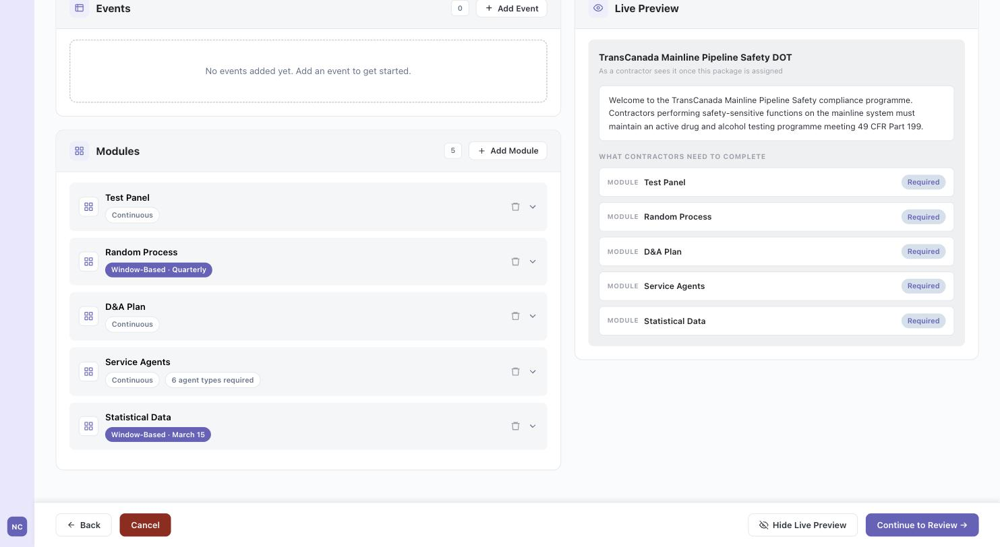 Events
0
+ Add Event
No events added yet. Add an event to get started.
Modules
5
+ Add Module
Test Panel
Continuous
Random Process
Window-Based · Quarterly
D&A Plan
Continuous
Service Agents
Continuous 6 agent types required
Statistical Data
Window-Based · March 15
Live Preview
TransCanada Mainline Pipeline Safety DOT
As a contractor sees it once this package is assigned
Welcome to the TransCanada Mainline Pipeline Safety compliance programme.
Contractors performing safety-sensitive functions on the mainline system must
maintain an active drug and alcohol testing programme meeting 49 CFR Part 199.
WHAT CONTRACTORS NEED TO COMPLETE
MODULE Test Panel Required
MODULE Random Process Required
MODULE D&A Plan Required
MODULE Service Agents Required
MODULE Statistical Data Required
NC
← Back
Cancel
Hide Live Preview
Continue to Review →